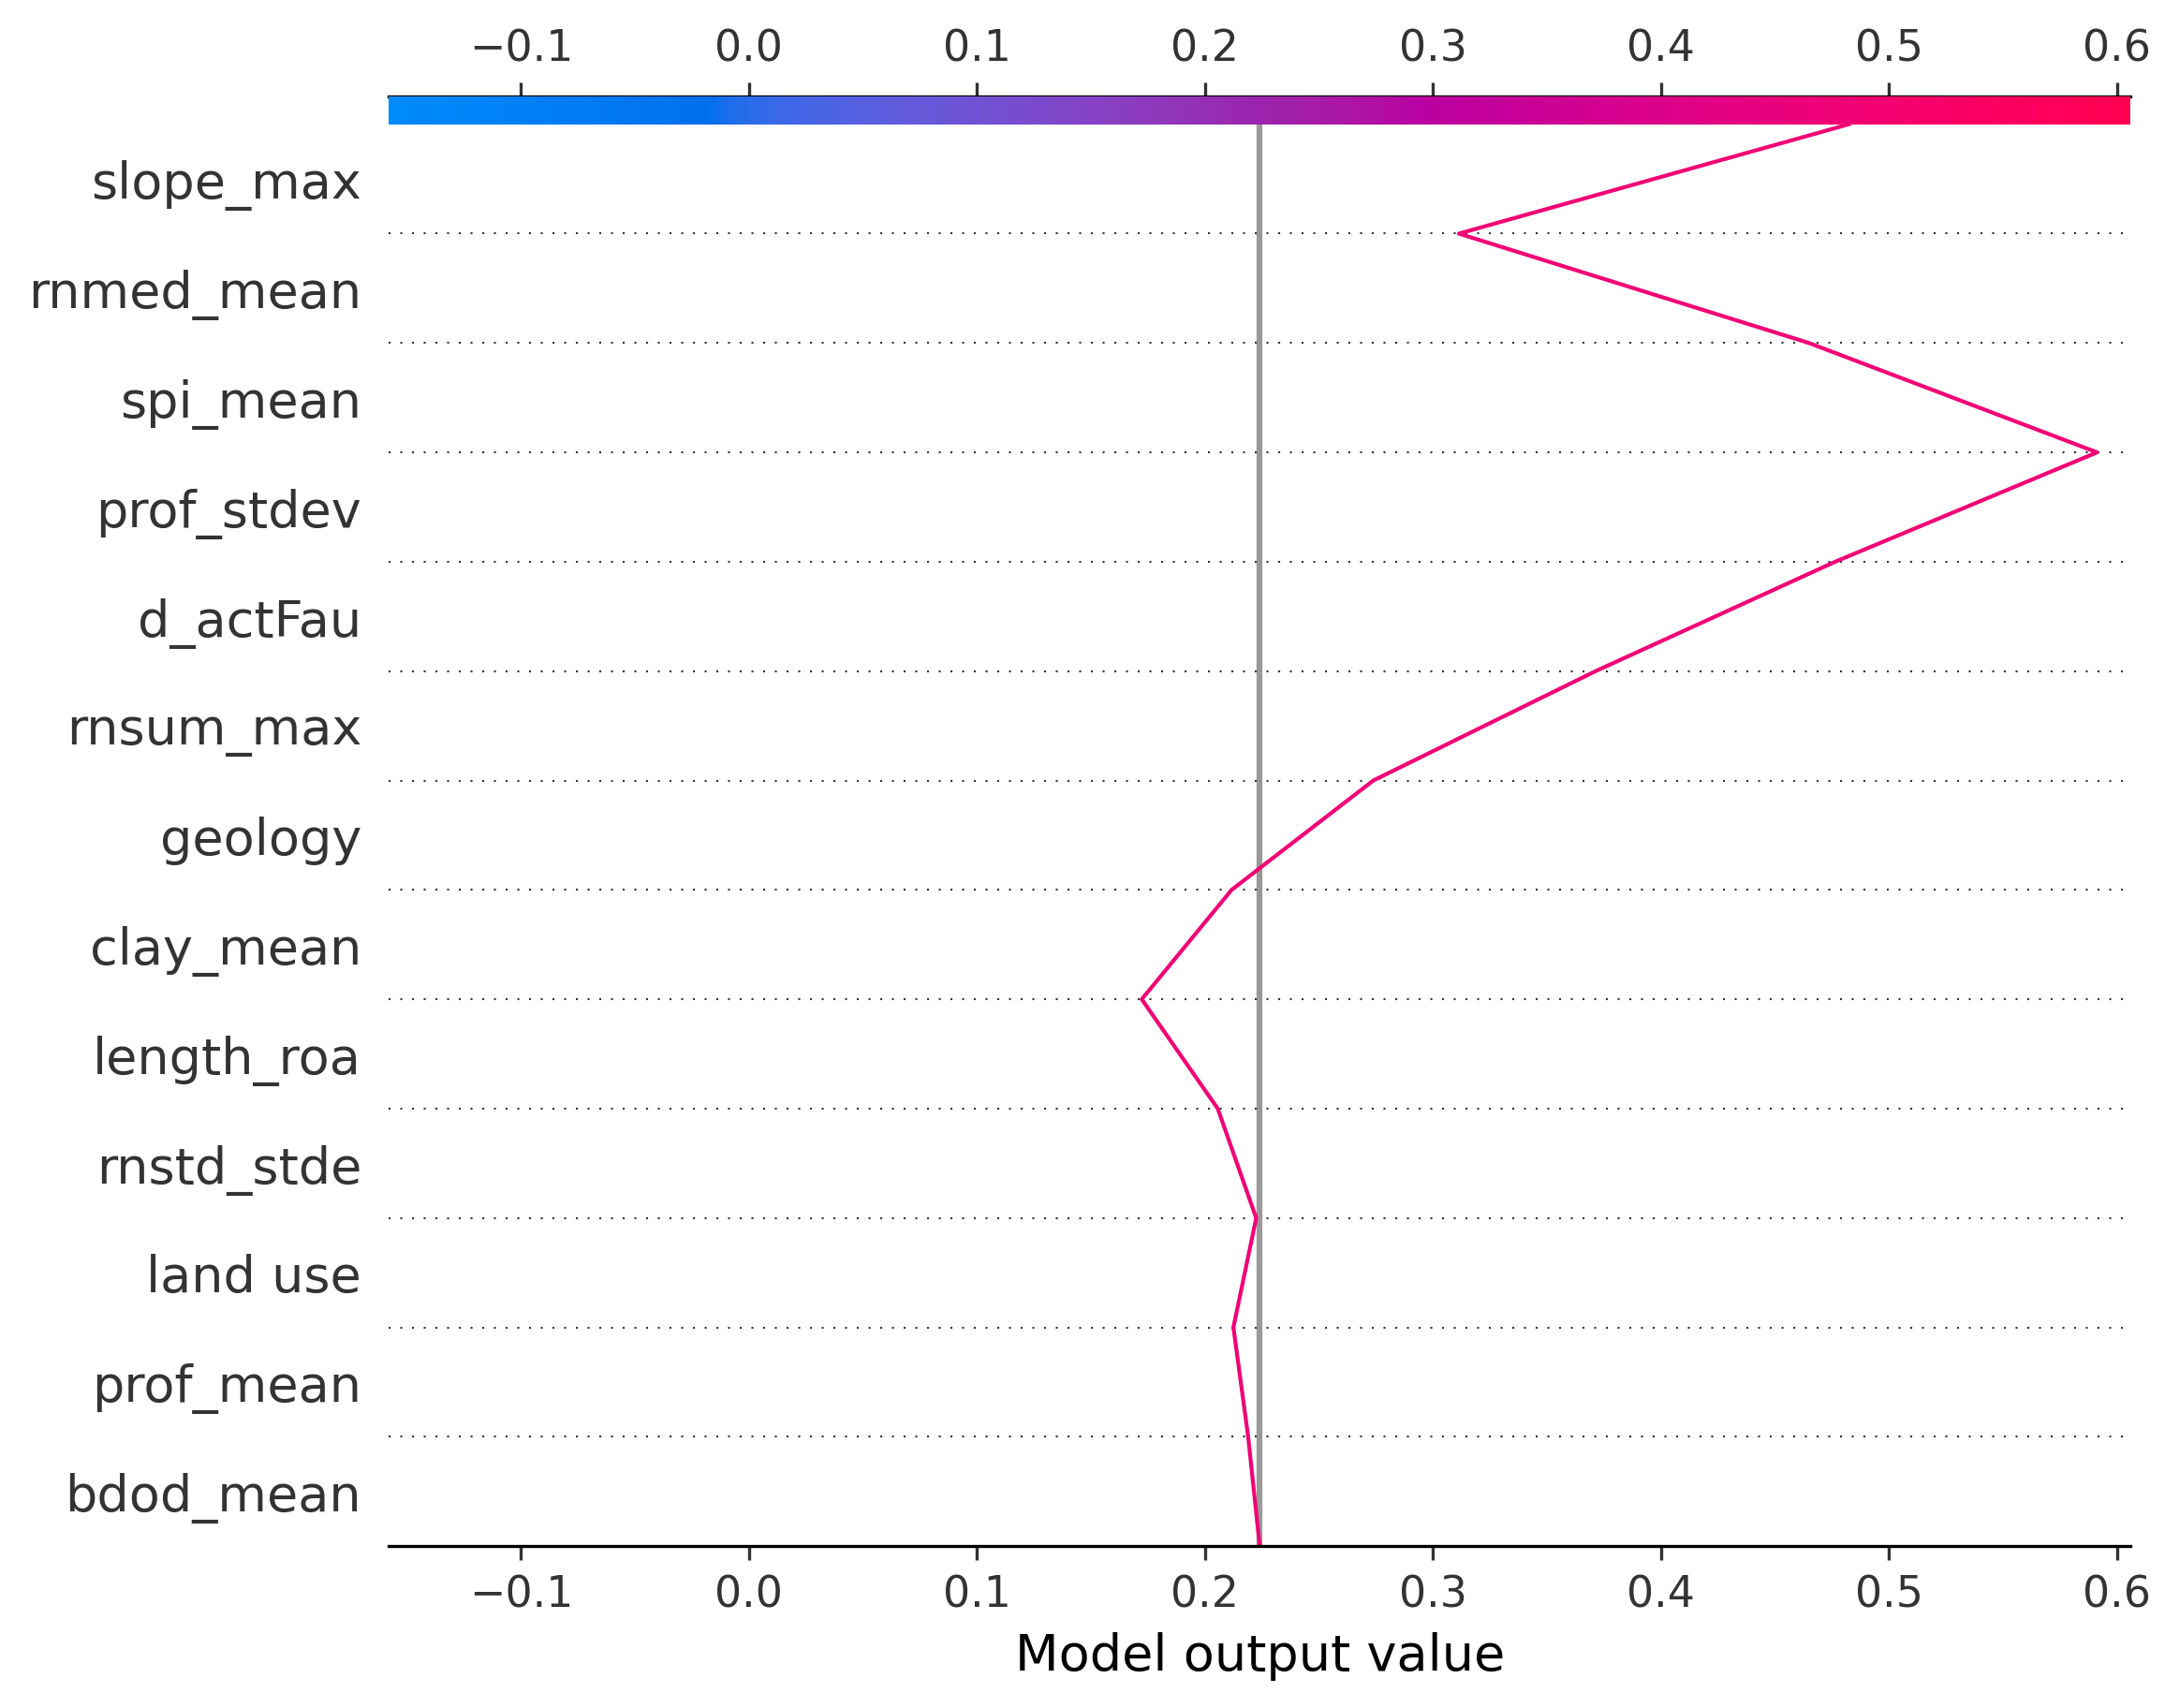 −0.1 0.0 0.1 0.2 0.3 0.4 0.5 0.6
slope_max
rnmed_mean
spi_mean
prof_stdev
d_actFau
rnsum_max
geology
clay_mean
length_roa
rnstd_stde
land use
prof_mean
bdod_mean
−0.1 0.0 0.1 0.2 0.3 0.4 0.5 0.6
Model output value